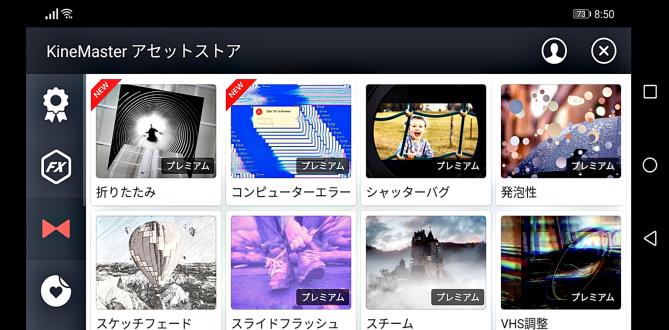 73 8:50
KineMaster アセットストア
NEW
プレミアム
折りたたみ
NEW
プレミアム
コンピューターエラー
プレミアム
シャッターバグ
プレミアム
発泡性
FX
スケッチフェード
プレミアム
スライドフラッシュ
プレミアム
スチーム
プレミアム
VHS調整